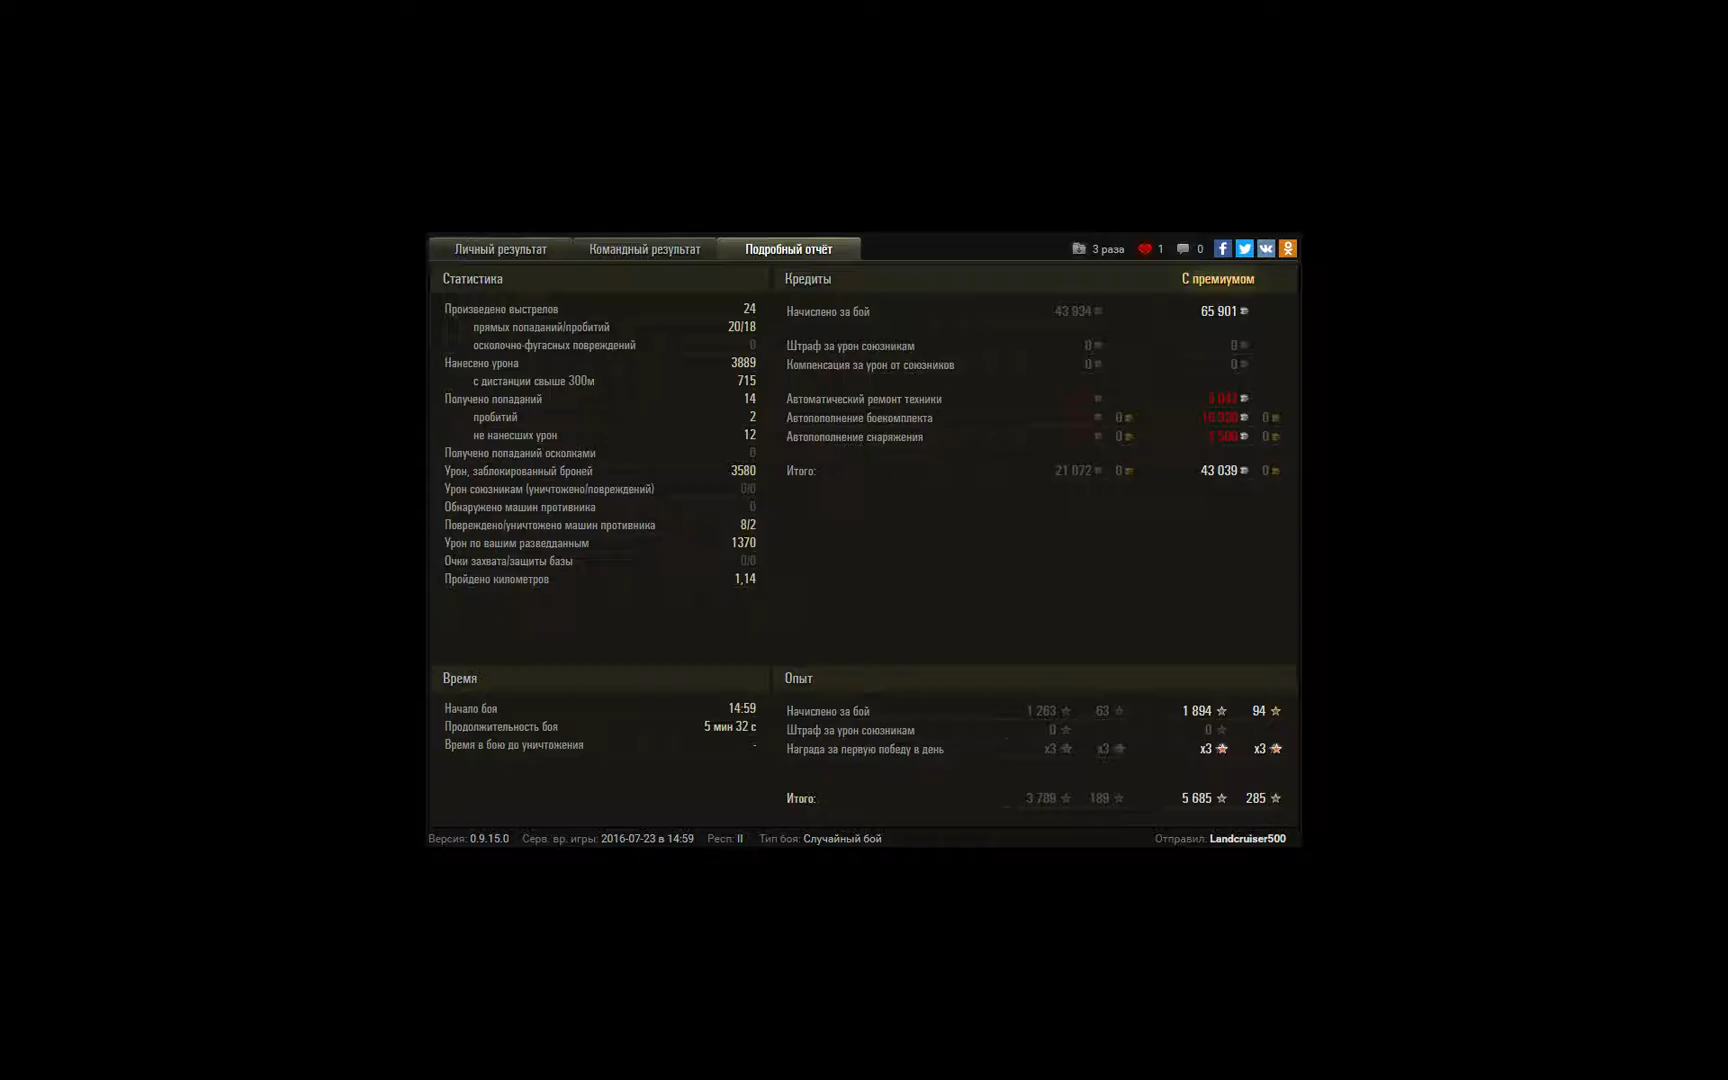 Личный результат Командный результат Подробный отчёт 3 раза 1 0
Статистика
Произведено выстрелов 24
прямых попаданий/пробитий 20/18
осколочно-фугасных повреждений 0
Нанесено урона 3889
с дистанции свыше 300м 715
Получено попаданий 14
пробитий 2
не нанесших урон 12
Получено попаданий осколками 0
Урон, заблокированный броней 3580
Урон союзникам (уничтожено/повреждений) 0/0
Обнаружено машин противника 0
Повреждено/уничтожено машин противника 8/2
Урон по вашим разведданным 1370
Очки захвата/защиты базы 0/0
Пройдено километров 1,14
Кредиты С премиумом
Начислено за бой 43 934 65 901
Штраф за урон союзникам 0 0
Компенсация за урон от союзников 0 0
Автоматический ремонт техники
Автопополнение боекомплекта 0 0
Автопополнение снаряжения 0 1 500 0
Итого: 21 072 0 43 039 0
Время
Начало боя 14:59
Продолжительность боя 5 мин 32 с
Время в бою до уничтожения -
Опыт
Начислено за бой 1 263 63 1 894 94
Штраф за урон союзникам 0 0
Награда за первую победу в день x3 x3 x3 x3
Итого: 3 789 189 5 685 285
Версия: 0.9.15.0 Серв. вр. игры: 2016-07-23 в 14:59 Респ: II Тип боя: Случайный бой Отправил: Landcruiser500